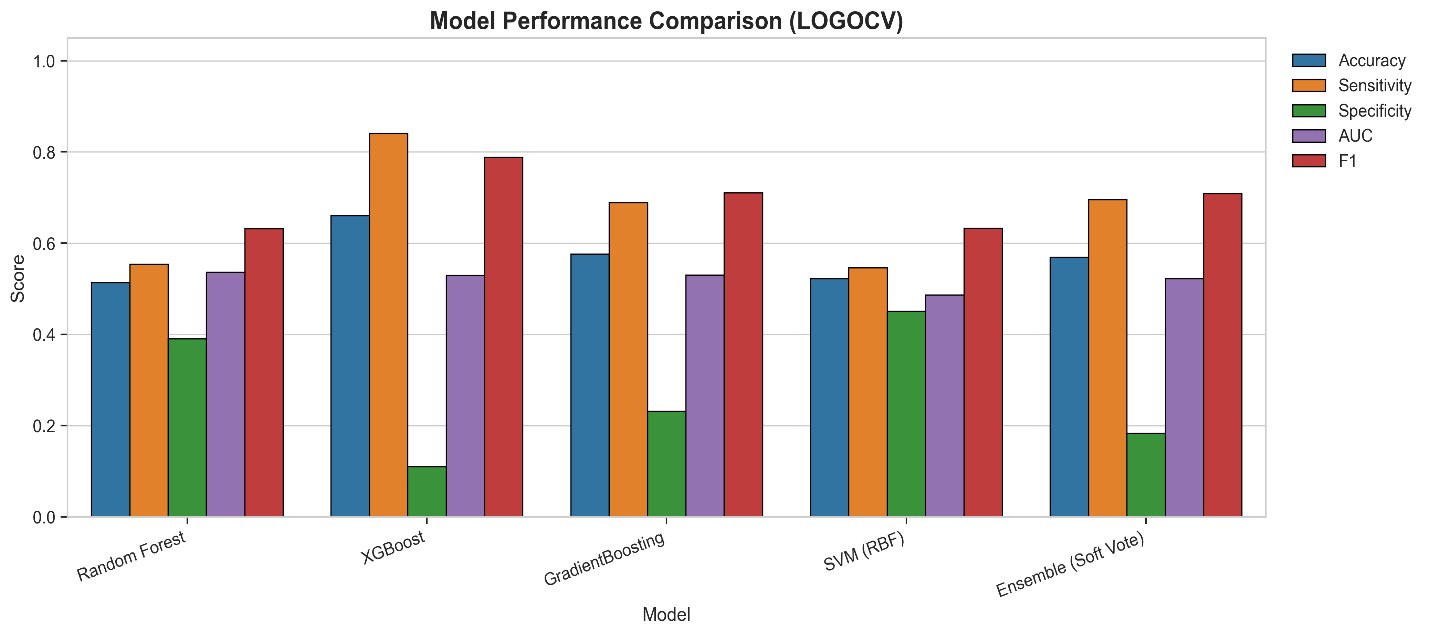 Model Performance Comparison (LOGOCV)
1.0
0.8
0.6
0.4
0.2
0.0
Score
Random Forest
XGBoost
GradientBoosting
SVM (RBF)
Ensemble (Soft Vote)
Model
Accuracy
Sensitivity
Specificity
AUC
F1